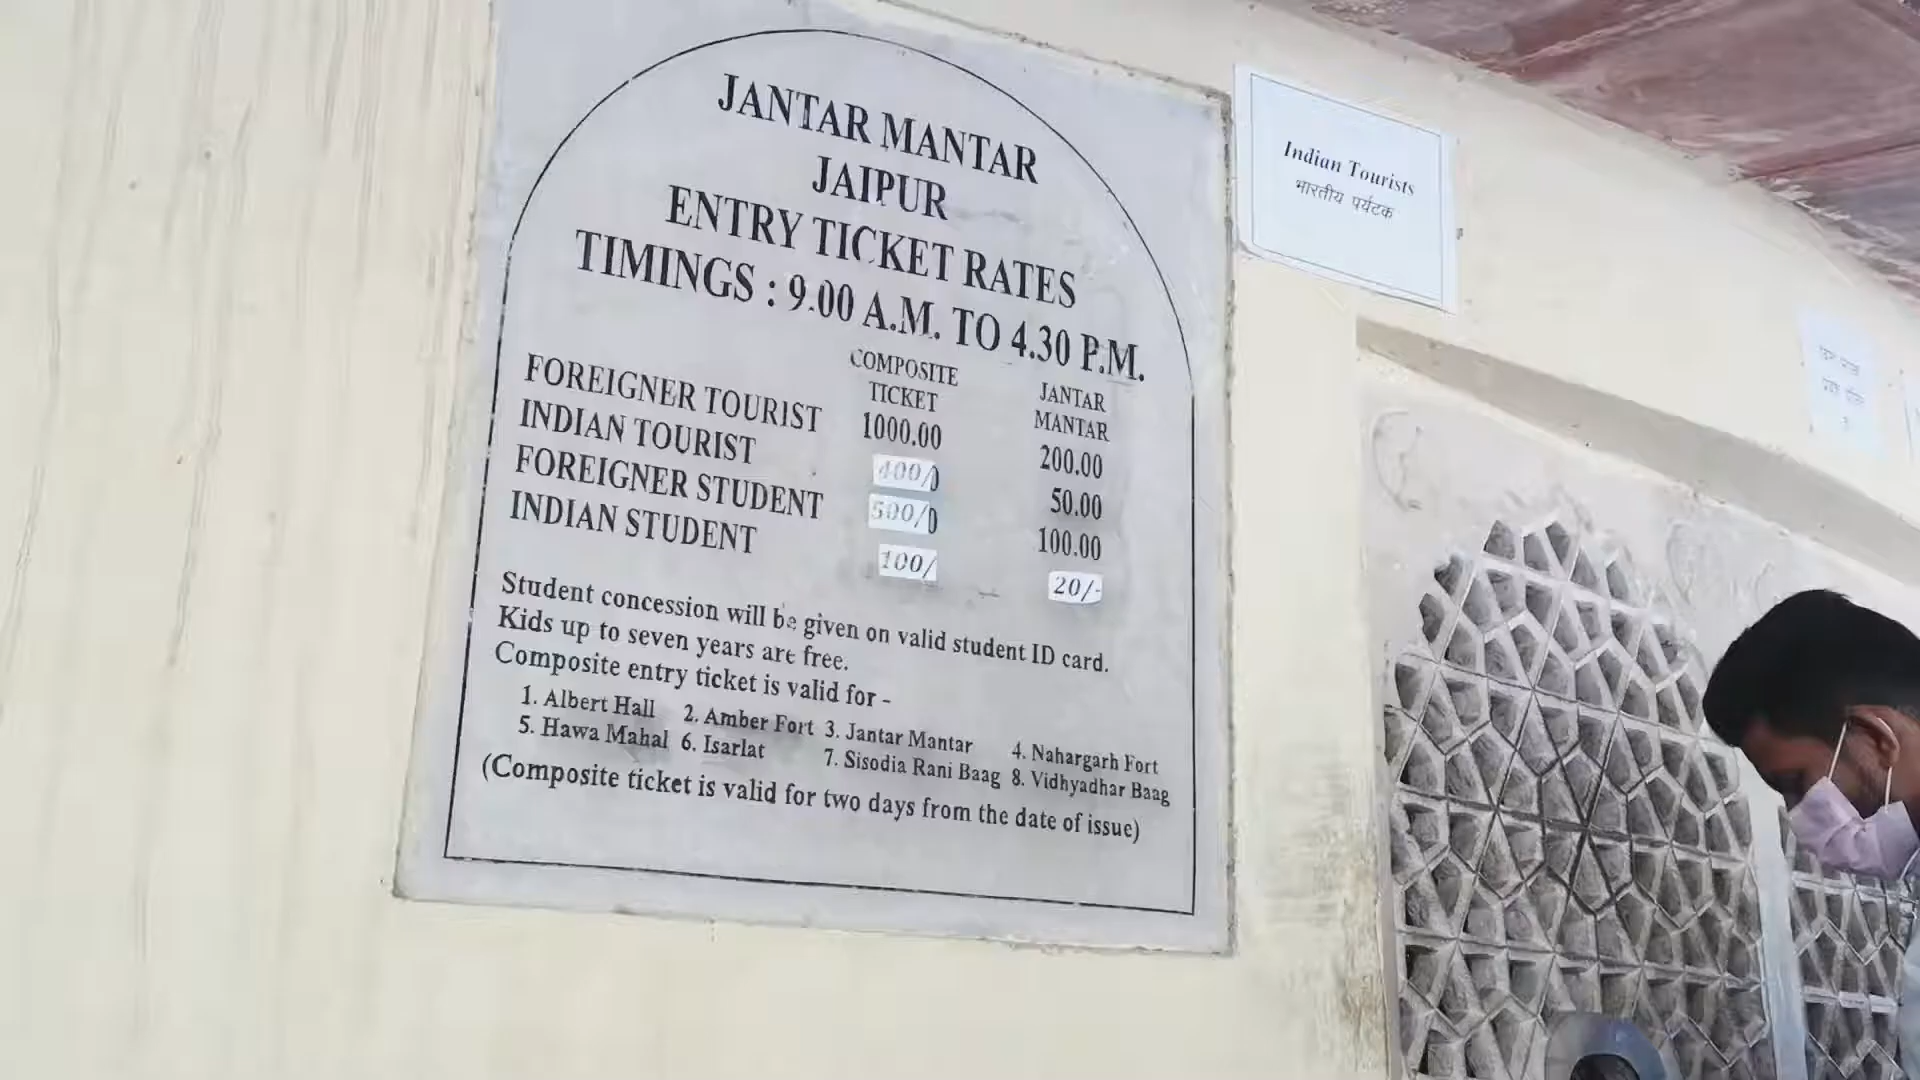 JANTAR MANTAR
JAIPUR
ENTRY TICKET RATES
TIMINGS : 9.00 A.M. TO 4.30 P.M.
COMPOSITE TICKET JANTAR MANTAR
FOREIGNER TOURIST 1000.00 200.00
INDIAN TOURIST 400/ 50.00
FOREIGNER STUDENT 500/ 100.00
INDIAN STUDENT 100/ 20/-
Student concession will be given on valid student ID card.
Kids up to seven years are free.
Composite entry ticket is valid for -
1. Albert Hall 2. Amber Fort 3. Jantar Mantar 4. Nahargarh Fort
5. Hawa Mahal 6. Isarlat 7. Sisodia Rani Baag 8. Vidhyadhar Baag
(Composite ticket is valid for two days from the date of issue)
Indian Tourists
भारतीय पर्यटक